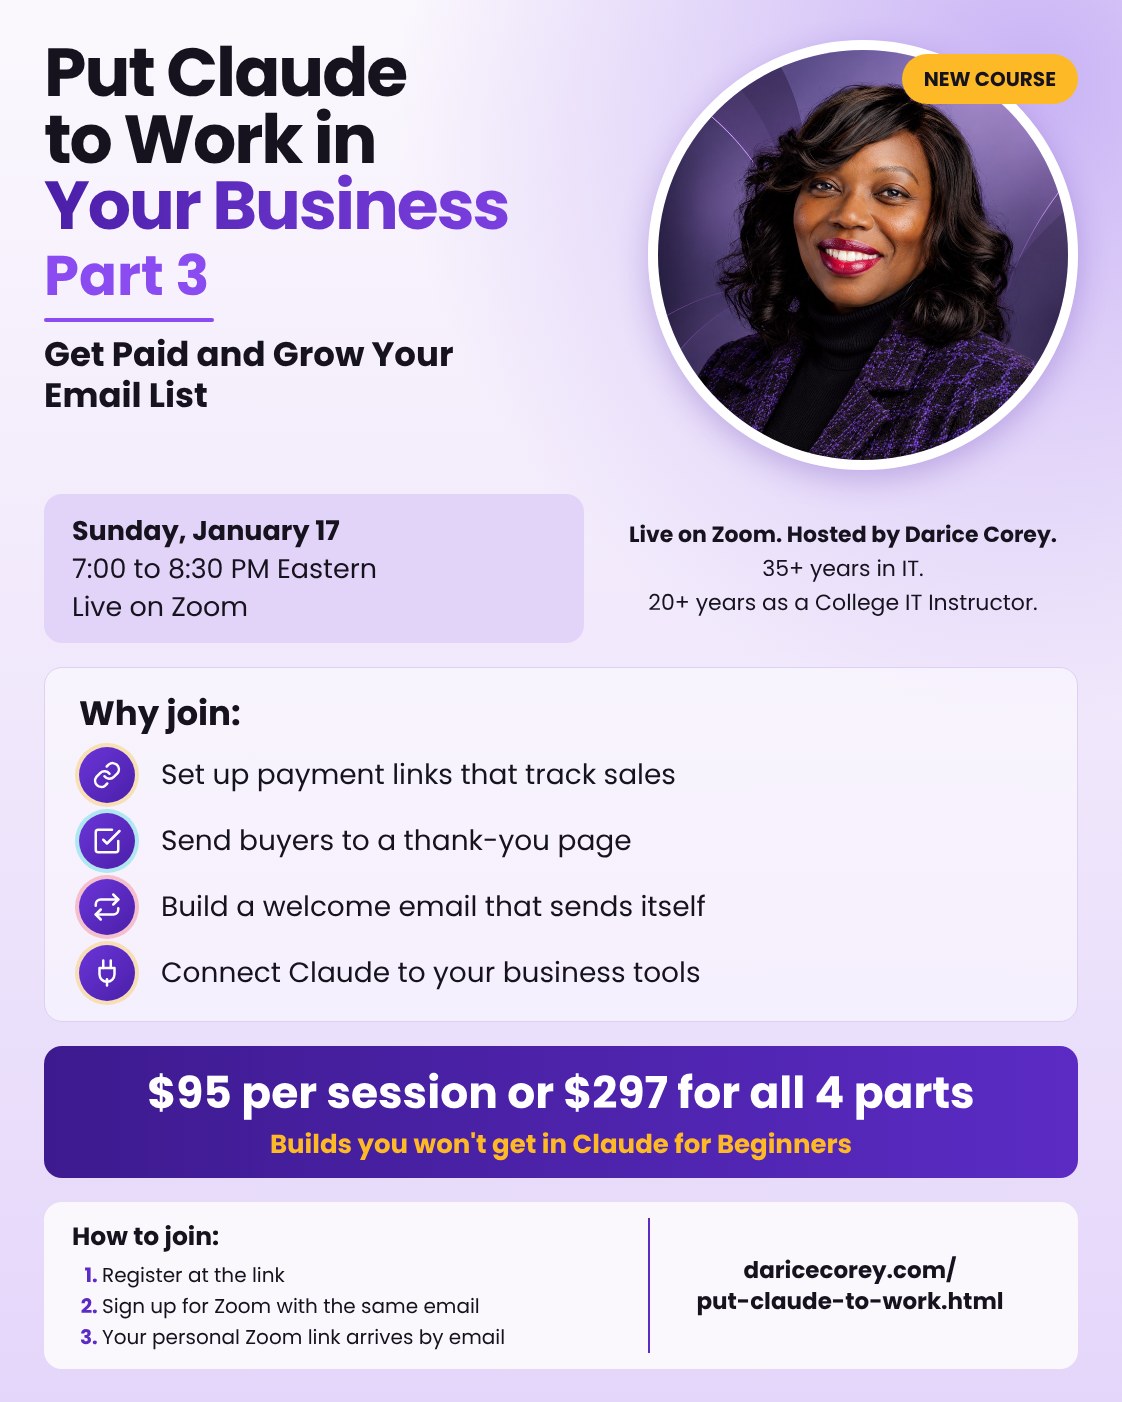 Put Claude
to Work in
Your Business
Part 3
Get Paid and Grow Your
Email List
NEW COURSE
Sunday, January 17
7:00 to 8:30 PM Eastern
Live on Zoom
Live on Zoom. Hosted by Darice Corey.
35+ years in IT.
20+ years as a College IT Instructor.
Why join:
Set up payment links that track sales
Send buyers to a thank-you page
Build a welcome email that sends itself
Connect Claude to your business tools
$95 per session or $297 for all 4 parts
Builds you won't get in Claude for Beginners
How to join:
1. Register at the link
2. Sign up for Zoom with the same email
3. Your personal Zoom link arrives by email
daricecorey.com/
put-claude-to-work.html